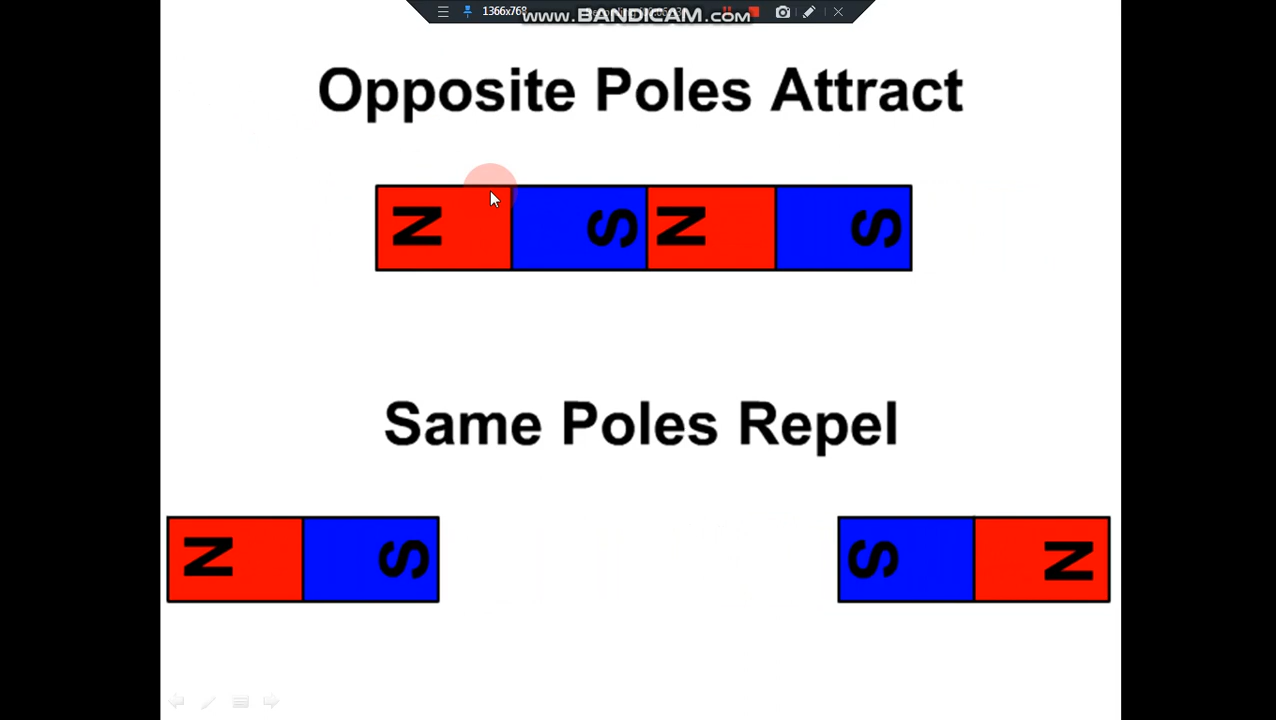 1366x768
www.BANDICAM.com
Opposite Poles Attract
N S N S
Same Poles Repel
N S S N